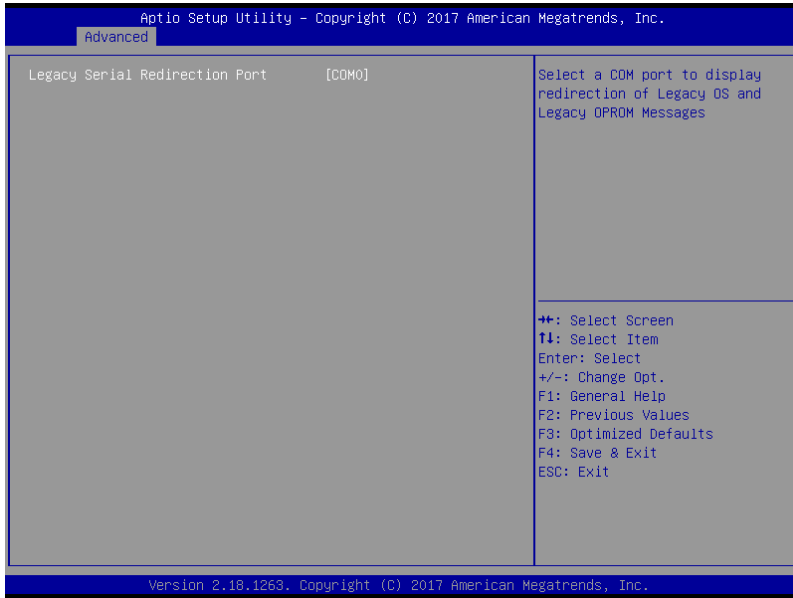 Aptio Setup Utility – Copyright (C) 2017 American Megatrends, Inc.
Advanced
Legacy Serial Redirection Port [COM0]
Select a COM port to display
redirection of Legacy OS and
Legacy OPROM Messages
→←: Select Screen
↑↓: Select Item
Enter: Select
+/-: Change Opt.
F1: General Help
F2: Previous Values
F3: Optimized Defaults
F4: Save & Exit
ESC: Exit
Version 2.18.1263. Copyright (C) 2017 American Megatrends, Inc.